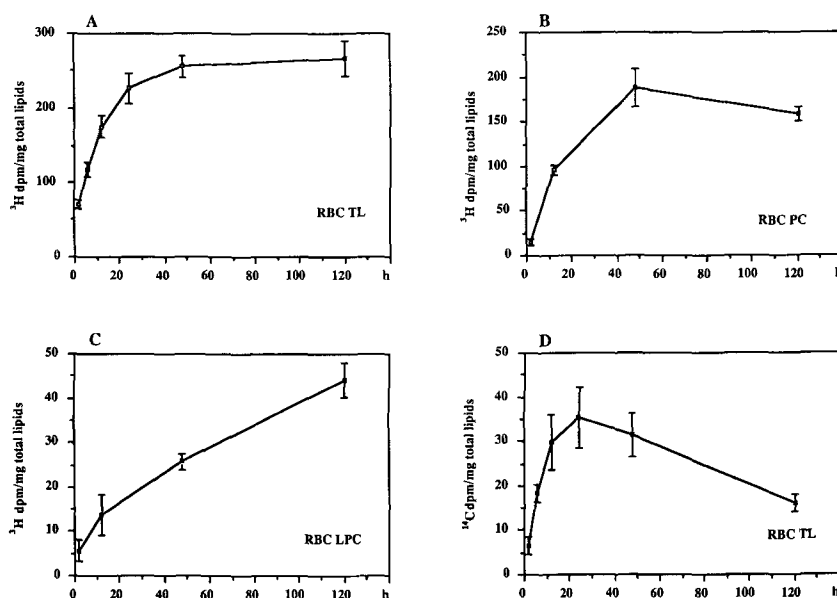 A
300
200
100
0
³H dpm/mg total lipids
RBC TL
0 20 40 60 80 100 120 h
B
250
200
150
100
50
0
³H dpm/mg total lipids
RBC PC
0 20 40 60 80 100 120
C
50
40
30
20
10
0
³H dpm/mg total lipids
RBC LPC
0 20 40 60 80 100 120 h
D
50
40
30
20
10
0
¹⁴C dpm/mg total lipids
RBC TL
0 20 40 60 80 100 120 h